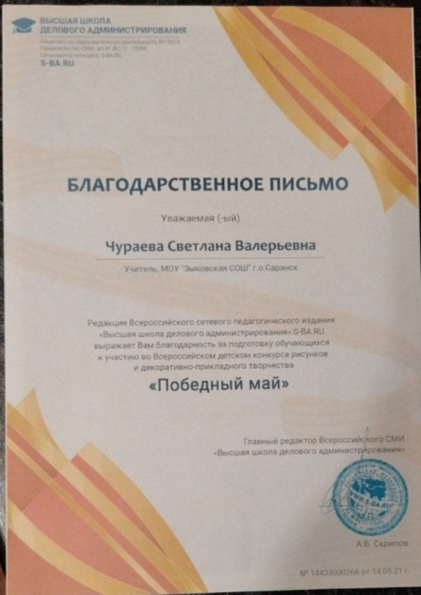 ВЫСШАЯ ШКОЛА
ДЕЛОВОГО АДМИНИСТРИРОВАНИЯ
S-BA.RU
БЛАГОДАРСТВЕННОЕ ПИСЬМО
Уважаемая (-ый)
Чураева Светлана Валерьевна
Учитель, МОУ "Зыковская СОШ" г.о.Саранск
Редакция Всероссийского сетевого педагогического издания
«Высшая школа делового администрирования» S-BA.RU
выражает Вам благодарность за подготовку обучающихся
к участию во Всероссийском детском конкурсе рисунков
и декоративно-прикладного творчества
«Победный май»
Главный редактор Всероссийского СМИ
«Высшая школа делового администрирования»
WWW.S-BA.RU
М.П.
А.В. Скрипов
№ 14433000266 от 14.05.21 г.